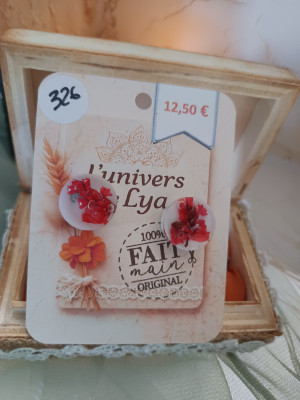 326
12,50 €
L'univers
Lya
100%
FAIT
main
ORIGINAL